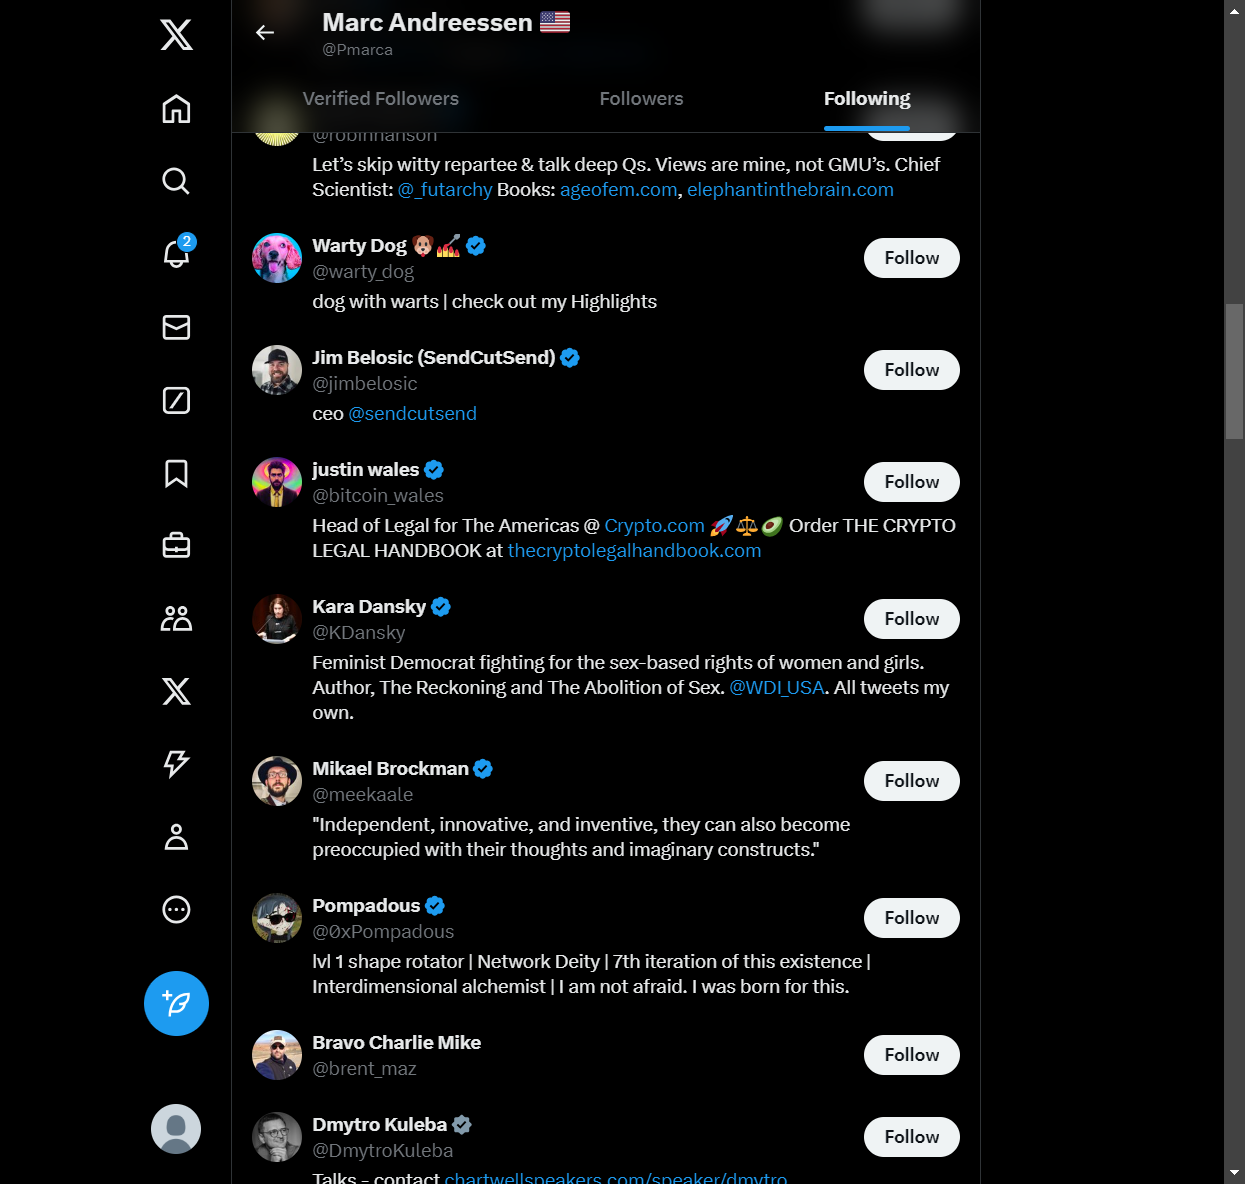 Marc Andreessen 🇺🇸
@Pmarca
Verified Followers
Followers
Following
@robinhanson
Let's skip witty repartee & talk deep Qs. Views are mine, not GMU's. Chief
Scientist: @_futarchy Books: ageofem.com, elephantinthebrain.com
2
Warty Dog
@warty_dog
Follow
dog with warts | check out my Highlights
Jim Belosic (SendCutSend)
@jimbelosic
Follow
ceo @sendcutsend
justin wales
@bitcoin_wales
Follow
Head of Legal for The Americas @ Crypto.com 🚀⚖️🥑 Order THE CRYPTO
LEGAL HANDBOOK at thecryptolegalhandbook.com
Kara Dansky
@KDansky
Follow
Feminist Democrat fighting for the sex-based rights of women and girls.
Author, The Reckoning and The Abolition of Sex. @WDI_USA. All tweets my
own.
Mikael Brockman
@meekaale
Follow
"Independent, innovative, and inventive, they can also become
preoccupied with their thoughts and imaginary constructs."
Pompadous
@0xPompadous
Follow
lvl 1 shape rotator | Network Deity | 7th iteration of this existence |
Interdimensional alchemist | I am not afraid. I was born for this.
Bravo Charlie Mike
@brent_maz
Follow
Dmytro Kuleba
@DmytroKuleba
Follow
Talks - contact chartwellspeakers.com/speaker/dmytro